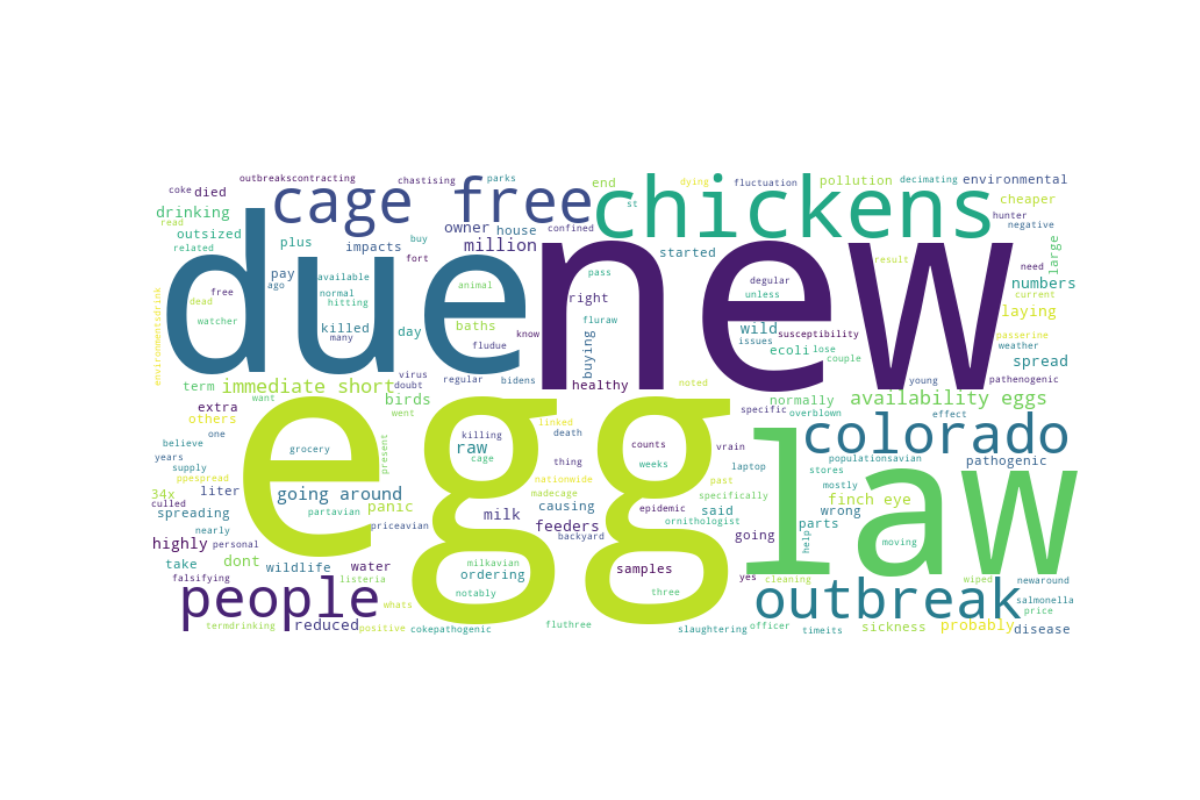 outbreakscontracting
chastising
parks
coke
died
cage free
end
chickens
dying
fluctuation
pollution
decimating
environmental
cheaper
drinking
read
st
outsized
related
plus
impacts
buy
owner
house
confined
million
fort
started
hunter
negative
large
due
new
pay
ago
available
animal
pass
degular
result
need
numbers
free
dead
normal
hitting
right
unless
current
environmentsdrink
watcher
killed
many
day
baths
know
fluraw
wild
susceptibility
laying
passerine
fludue
buying
issues
ecoli
lose
couple
weather
spread
virus
term
immediate short
doubt
regular
bidens
healthy
noted
young
pathenogenic
want
birds
normally
availability eggs
extra
went
specific
overblown
effect
others
egg
law
colorado
one
linked
believe
grocery
present
killing
death
counts
vrain
raw
years
cage
thing
weeks
laptop
populationsavian
pathogenic
supply
stores
ppespread
nationwide
past
mostly
34x
liter
going around
madecage
specifically
finch eye
culled
panic
causing
epidemic
said
wrong
spreading
partavian
milk
ornithologist
parts
priceavian
feeders
nearly
backyard
going
help
highly
personal
moving
take
dont
wildlife
water
milkavian
samples
yes
falsifying
listeria
ordering
cleaning
wiped
newaround
people
notably
three
outbreak
salmonella
whats
price
termdrinking
reduced
positive
cokepathogenic
fluthree
slaughtering
officer
timeits
sickness
probably
disease